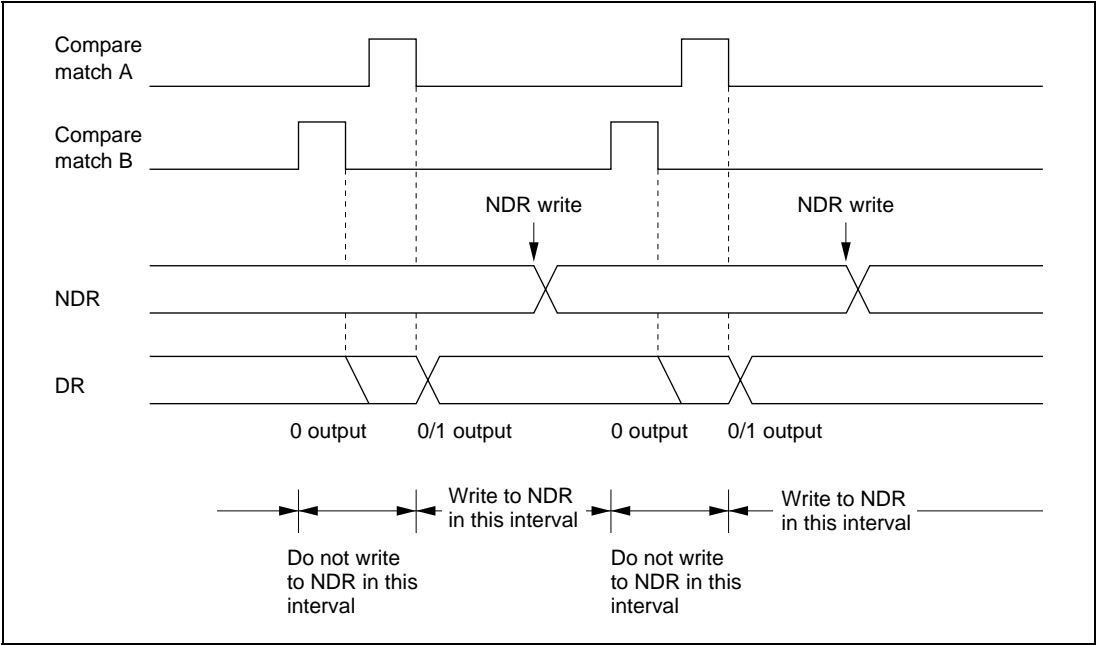 Compare
match A
Compare
match B
NDR write NDR write
NDR
DR
0 output 0/1 output 0 output 0/1 output
Write to NDR
in this interval
Write to NDR
in this interval
Do not write
to NDR in this
interval
Do not write
to NDR in this
interval